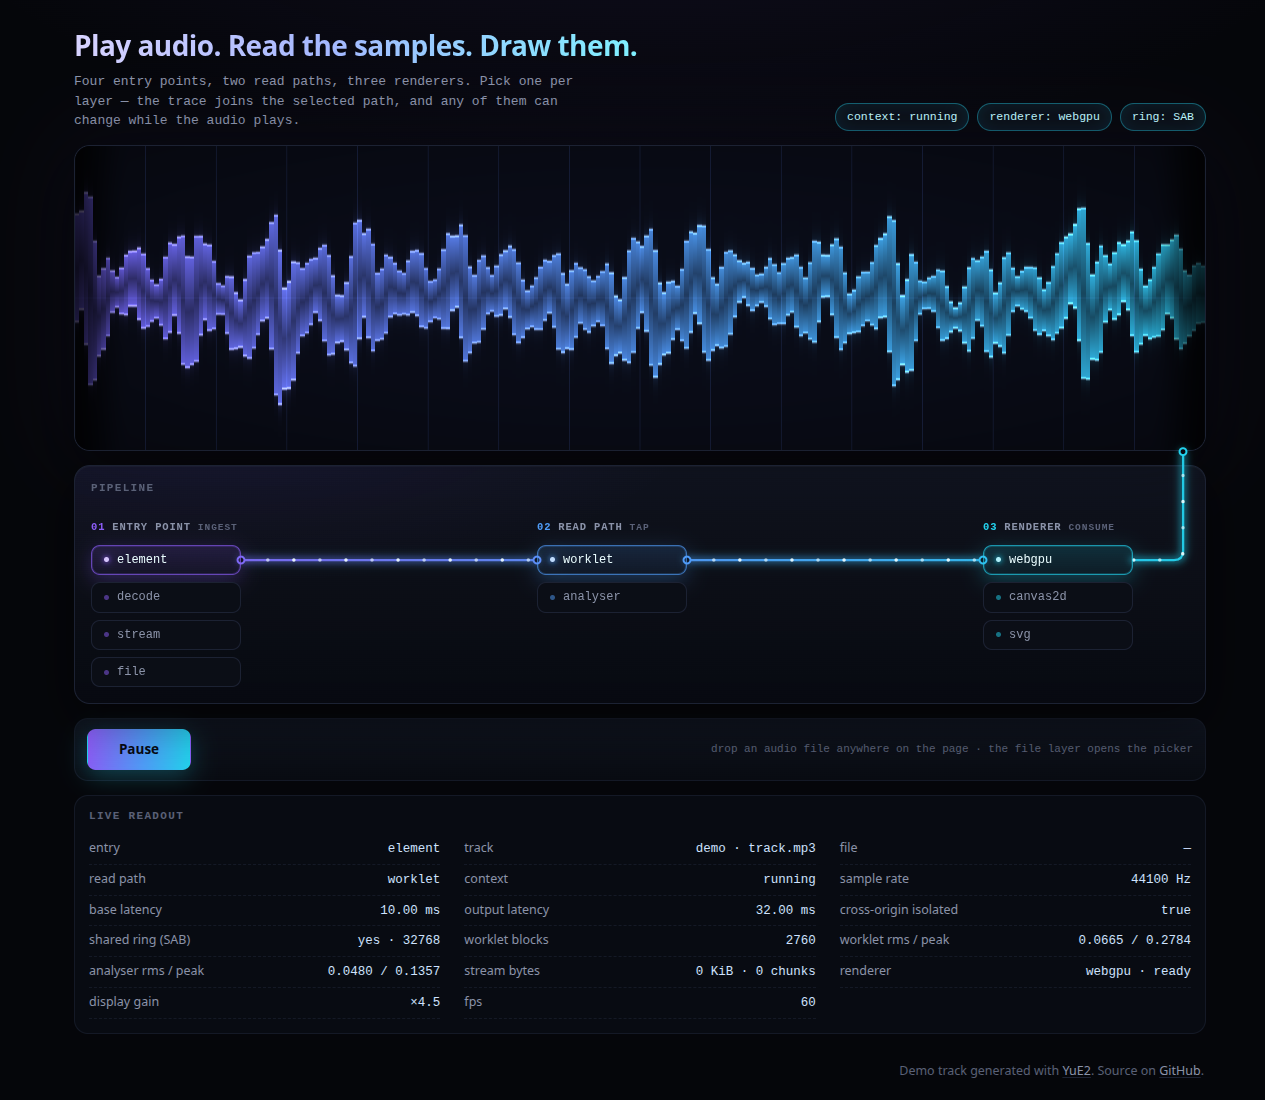 Play audio. Read the samples. Draw them.
Four entry points, two read paths, three renderers. Pick one per
layer — the trace joins the selected path, and any of them can
change while the audio plays.
context: running
renderer: webgpu
ring: SAB
PIPELINE
01 ENTRY POINT INGEST
element
decode
stream
file
02 READ PATH TAP
worklet
analyser
03 RENDERER CONSUME
webgpu
canvas2d
svg
Pause
drop an audio file anywhere on the page · the file layer opens the picker
LIVE READOUT
entry element
track demo · track.mp3
file —
read path worklet
context running
sample rate 44100 Hz
base latency 10.00 ms
output latency 32.00 ms
cross-origin isolated true
shared ring (SAB) yes · 32768
worklet blocks 2760
worklet rms / peak 0.0665 / 0.2784
analyser rms / peak 0.0480 / 0.1357
stream bytes 0 KiB · 0 chunks
renderer webgpu · ready
display gain ×4.5
fps 60
Demo track generated with YuE2. Source on GitHub.